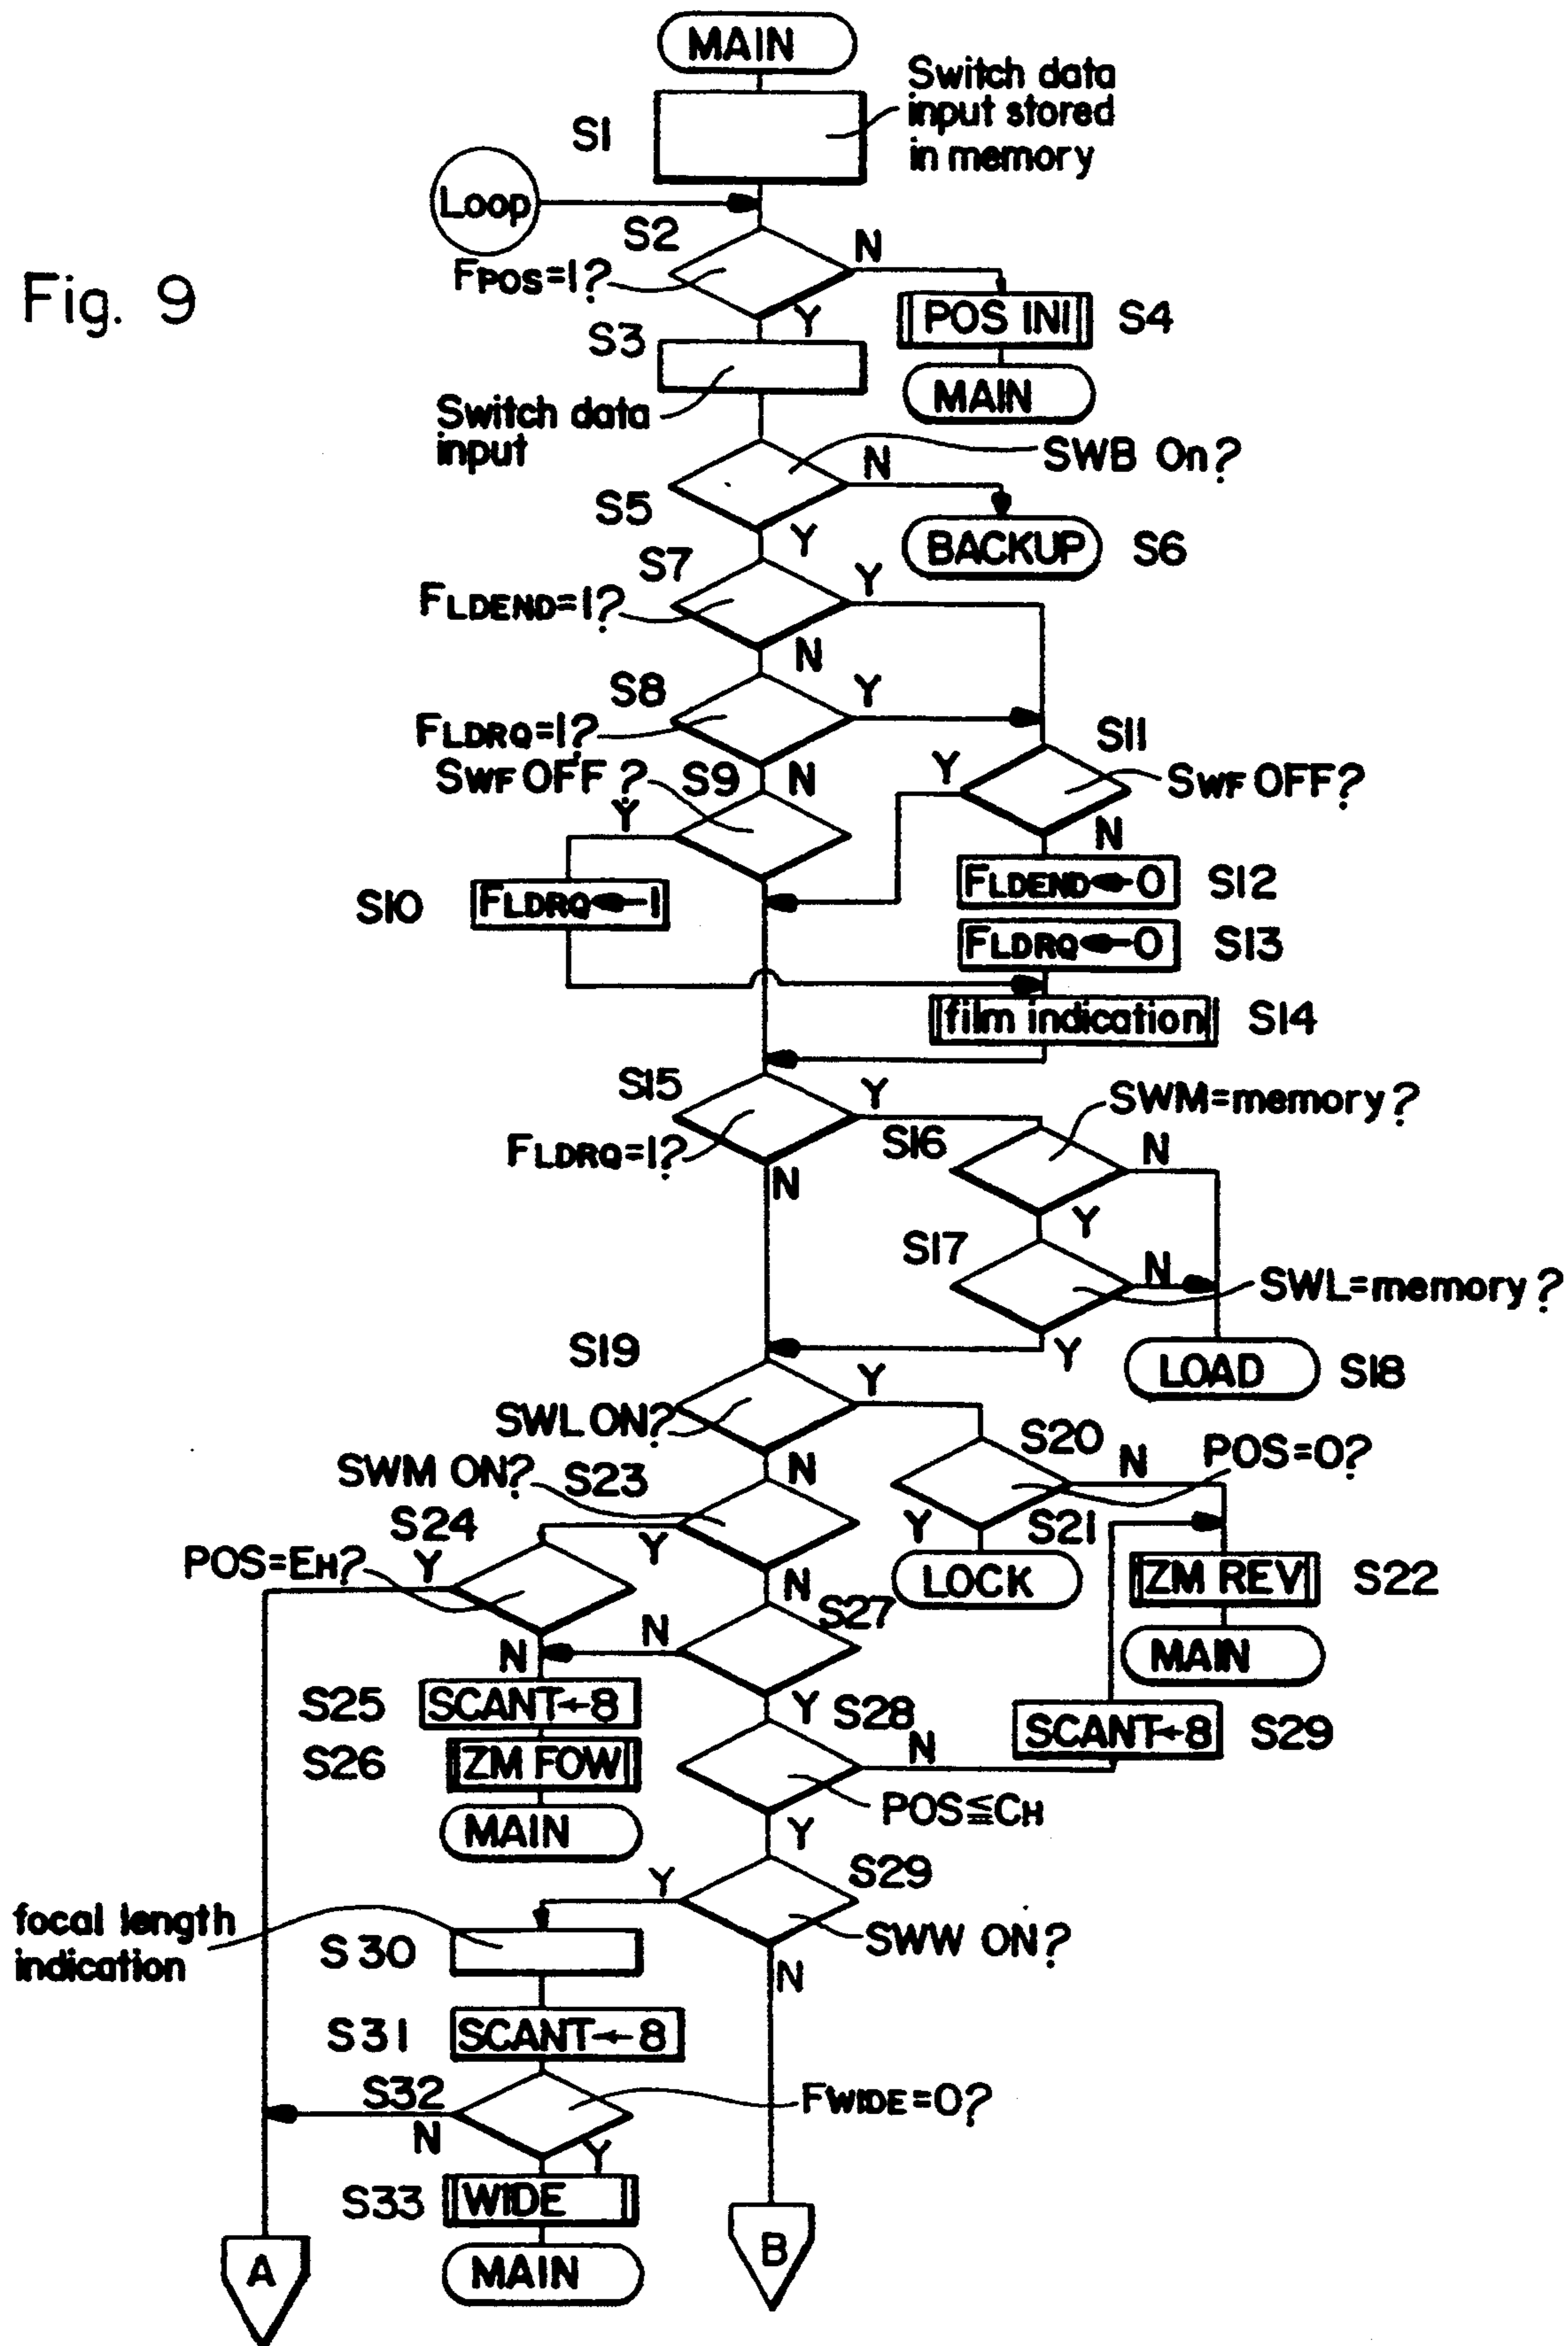 MAIN
Switch data
input stored
in memory
S1
Loop
S2
N
FPOS=1?
Fig. 9
Y
POS INI
S4
S3
MAIN
Switch data
input
SWB On?
N
S5
Y
BACKUP
S6
S7
Y
FLDEND=1?
N
S8
Y
FLDRQ=1?
S11
SWF OFF?
S9
N
Y
SWF OFF?
Y
N
S10
FLDRQ←1
FLDEND←0
S12
FLDRQ←0
S13
film indication
S14
S15
Y
SWM=memory?
FLDRQ=1?
S16
N
N
Y
S17
N
SWL=memory?
S19
Y
Y
LOAD
S18
SWL ON?
S20
N
POS=0?
SWM ON?
S23
N
S24
Y
Y
S21
POS=EH?
Y
LOCK
ZM REV
S22
N
S27
N
N
MAIN
S25
SCANT←8
Y
S28
SCANT←8
S29
S26
ZM FOW
N
MAIN
POS≦CH
Y
Y
S29
focal length
indication
S30
SWW ON?
N
S31
SCANT←8
S32
FWIDE=0?
N
Y
S33
WIDE
MAIN
A
B